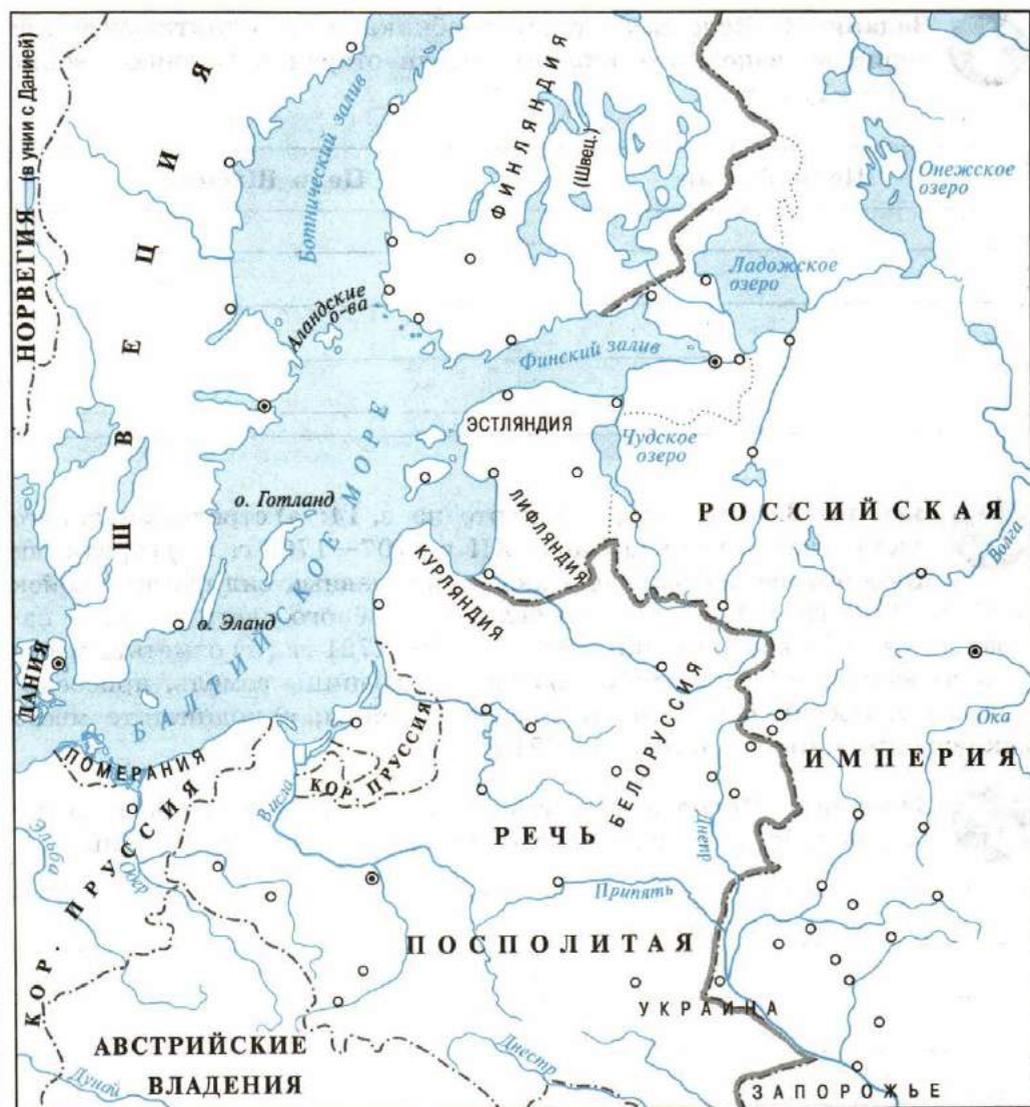 НОРВЕГИЯ (в унии с Данией)
ШВЕЦИЯ
Ботнический залив
ФИНЛЯНДИЯ
(Швец.)
Онежское
озеро
Ладожское
озеро
Аландские
о-ва
Финский залив
ЭСТЛЯНДИЯ
Чудское
озеро
о. Готланд
ЛИФЛЯНДИЯ
РОССИЙСКАЯ
Волга
КУРЛЯНДИЯ
о. Эланд
БАЛТИЙСКОЕ МОРЕ
ДАНИЯ
ПОМЕРАНИЯ
КОР. ПРУССИЯ
БЕЛОРУССИЯ
Ока
ИМПЕРИЯ
Эльба
Одер
Висла
РЕЧЬ
Днепр
КОР. ПРУССИЯ
Припять
ПОСПОЛИТАЯ
УКРАИНА
АВСТРИЙСКИЕ
ВЛАДЕНИЯ
Дунай
Днестр
ЗАПОРОЖЬЕ